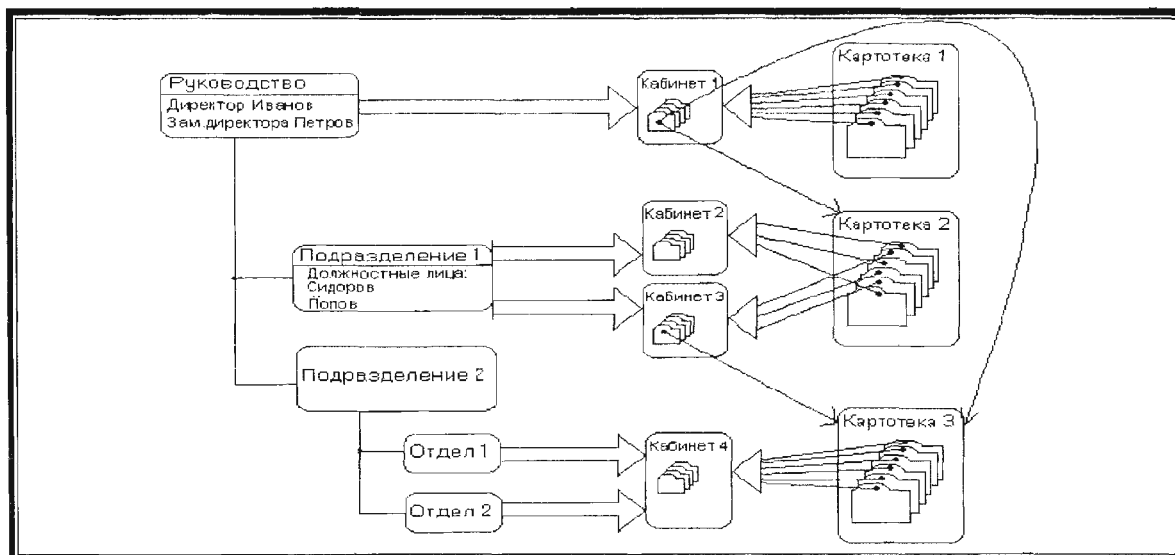 Руководство
Директор Иванов
Зам.директора Петров
Кабинет 1
Картотека 1
Подразделение 1
Должностные лица:
Сидоров
Попов
Кабинет 2
Кабинет 3
Картотека 2
Подразделение 2
Отдел 1
Отдел 2
Кабинет 4
Картотека 3